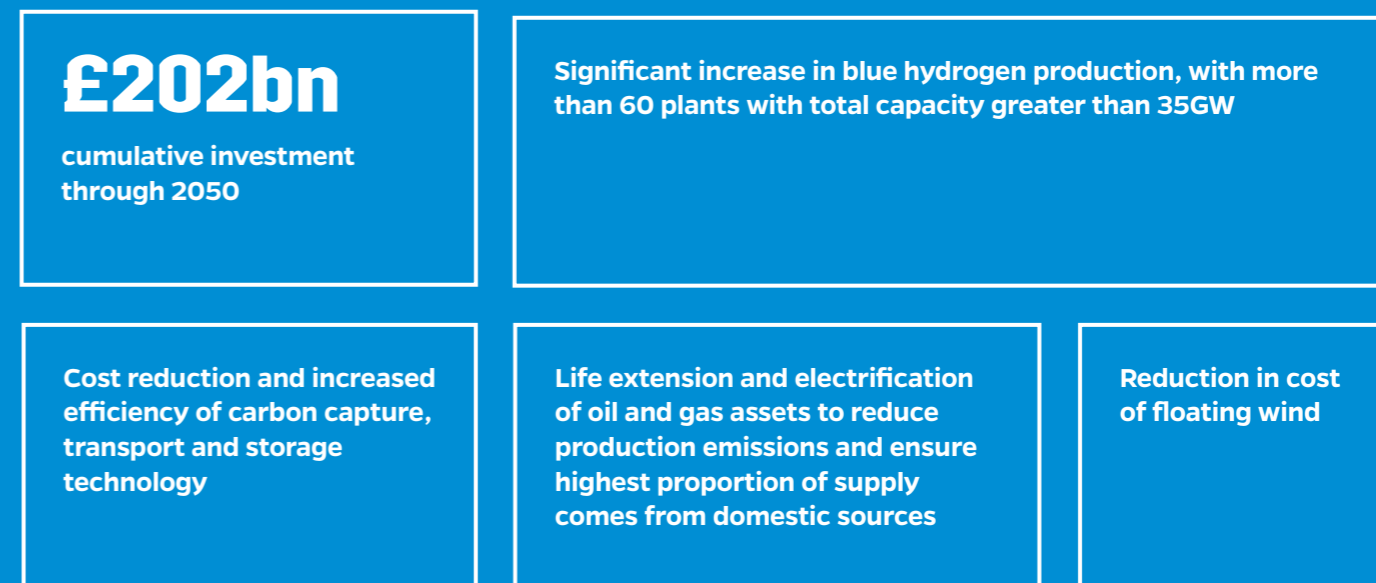 £202bn
cumulative investment
through 2050
Significant increase in blue hydrogen production, with more
than 60 plants with total capacity greater than 35GW
Cost reduction and increased
efficiency of carbon capture,
transport and storage
technology
Life extension and electrification
of oil and gas assets to reduce
production emissions and ensure
highest proportion of supply
comes from domestic sources
Reduction in cost
of floating wind